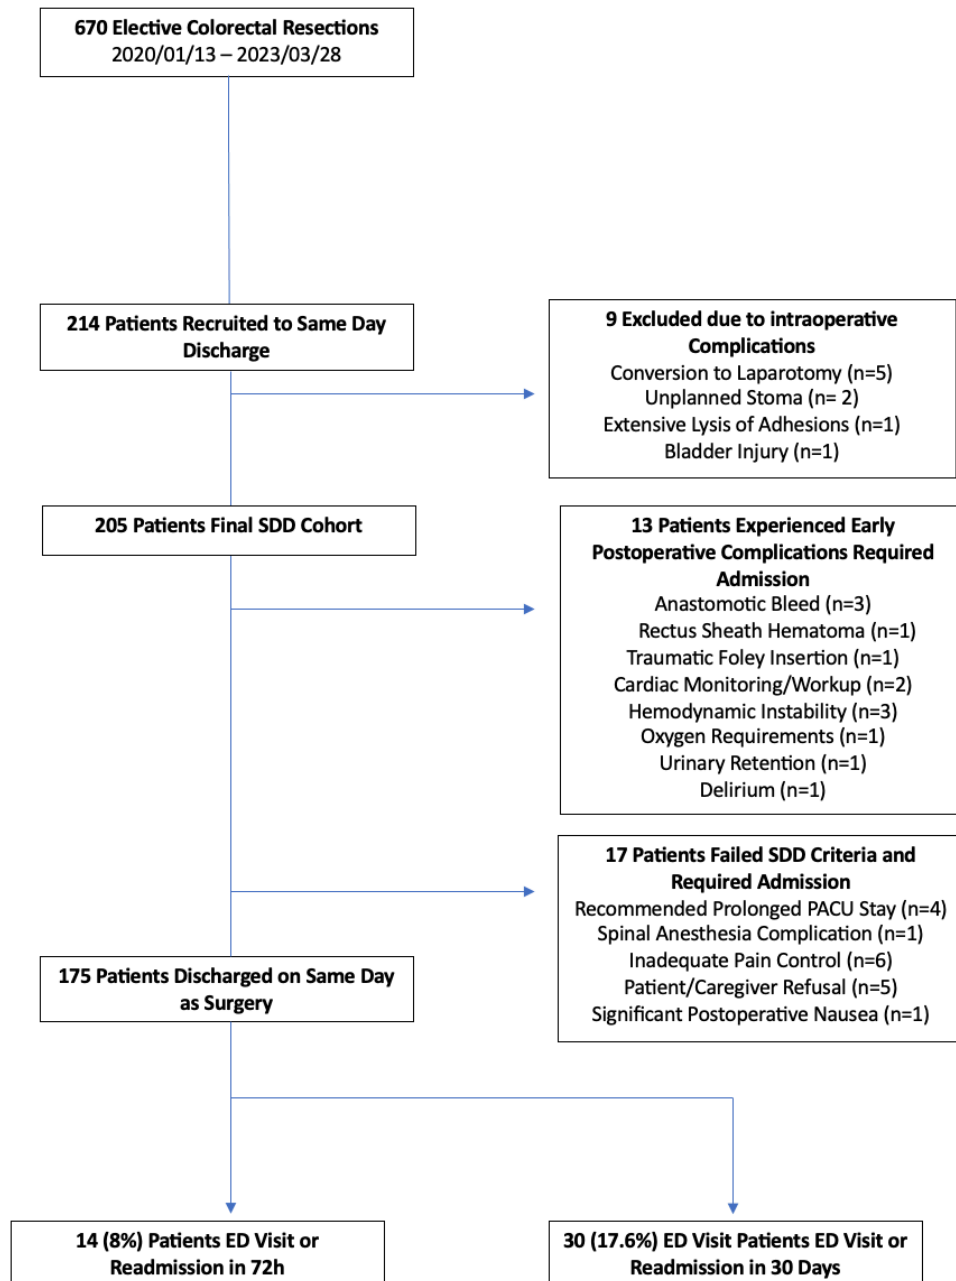 670 Elective Colorectal Resections
2020/01/13 – 2023/03/28
214 Patients Recruited to Same Day
Discharge
9 Excluded due to intraoperative
Complications
Conversion to Laparotomy (n=5)
Unplanned Stoma (n= 2)
Extensive Lysis of Adhesions (n=1)
Bladder Injury (n=1)
205 Patients Final SDD Cohort
13 Patients Experienced Early
Postoperative Complications Required
Admission
Anastomotic Bleed (n=3)
Rectus Sheath Hematoma (n=1)
Traumatic Foley Insertion (n=1)
Cardiac Monitoring/Workup (n=2)
Hemodynamic Instability (n=3)
Oxygen Requirements (n=1)
Urinary Retention (n=1)
Delirium (n=1)
17 Patients Failed SDD Criteria and
Required Admission
Recommended Prolonged PACU Stay (n=4)
Spinal Anesthesia Complication (n=1)
Inadequate Pain Control (n=6)
Patient/Caregiver Refusal (n=5)
Significant Postoperative Nausea (n=1)
175 Patients Discharged on Same Day
as Surgery
14 (8%) Patients ED Visit or
Readmission in 72h
30 (17.6%) ED Visit Patients ED Visit or
Readmission in 30 Days